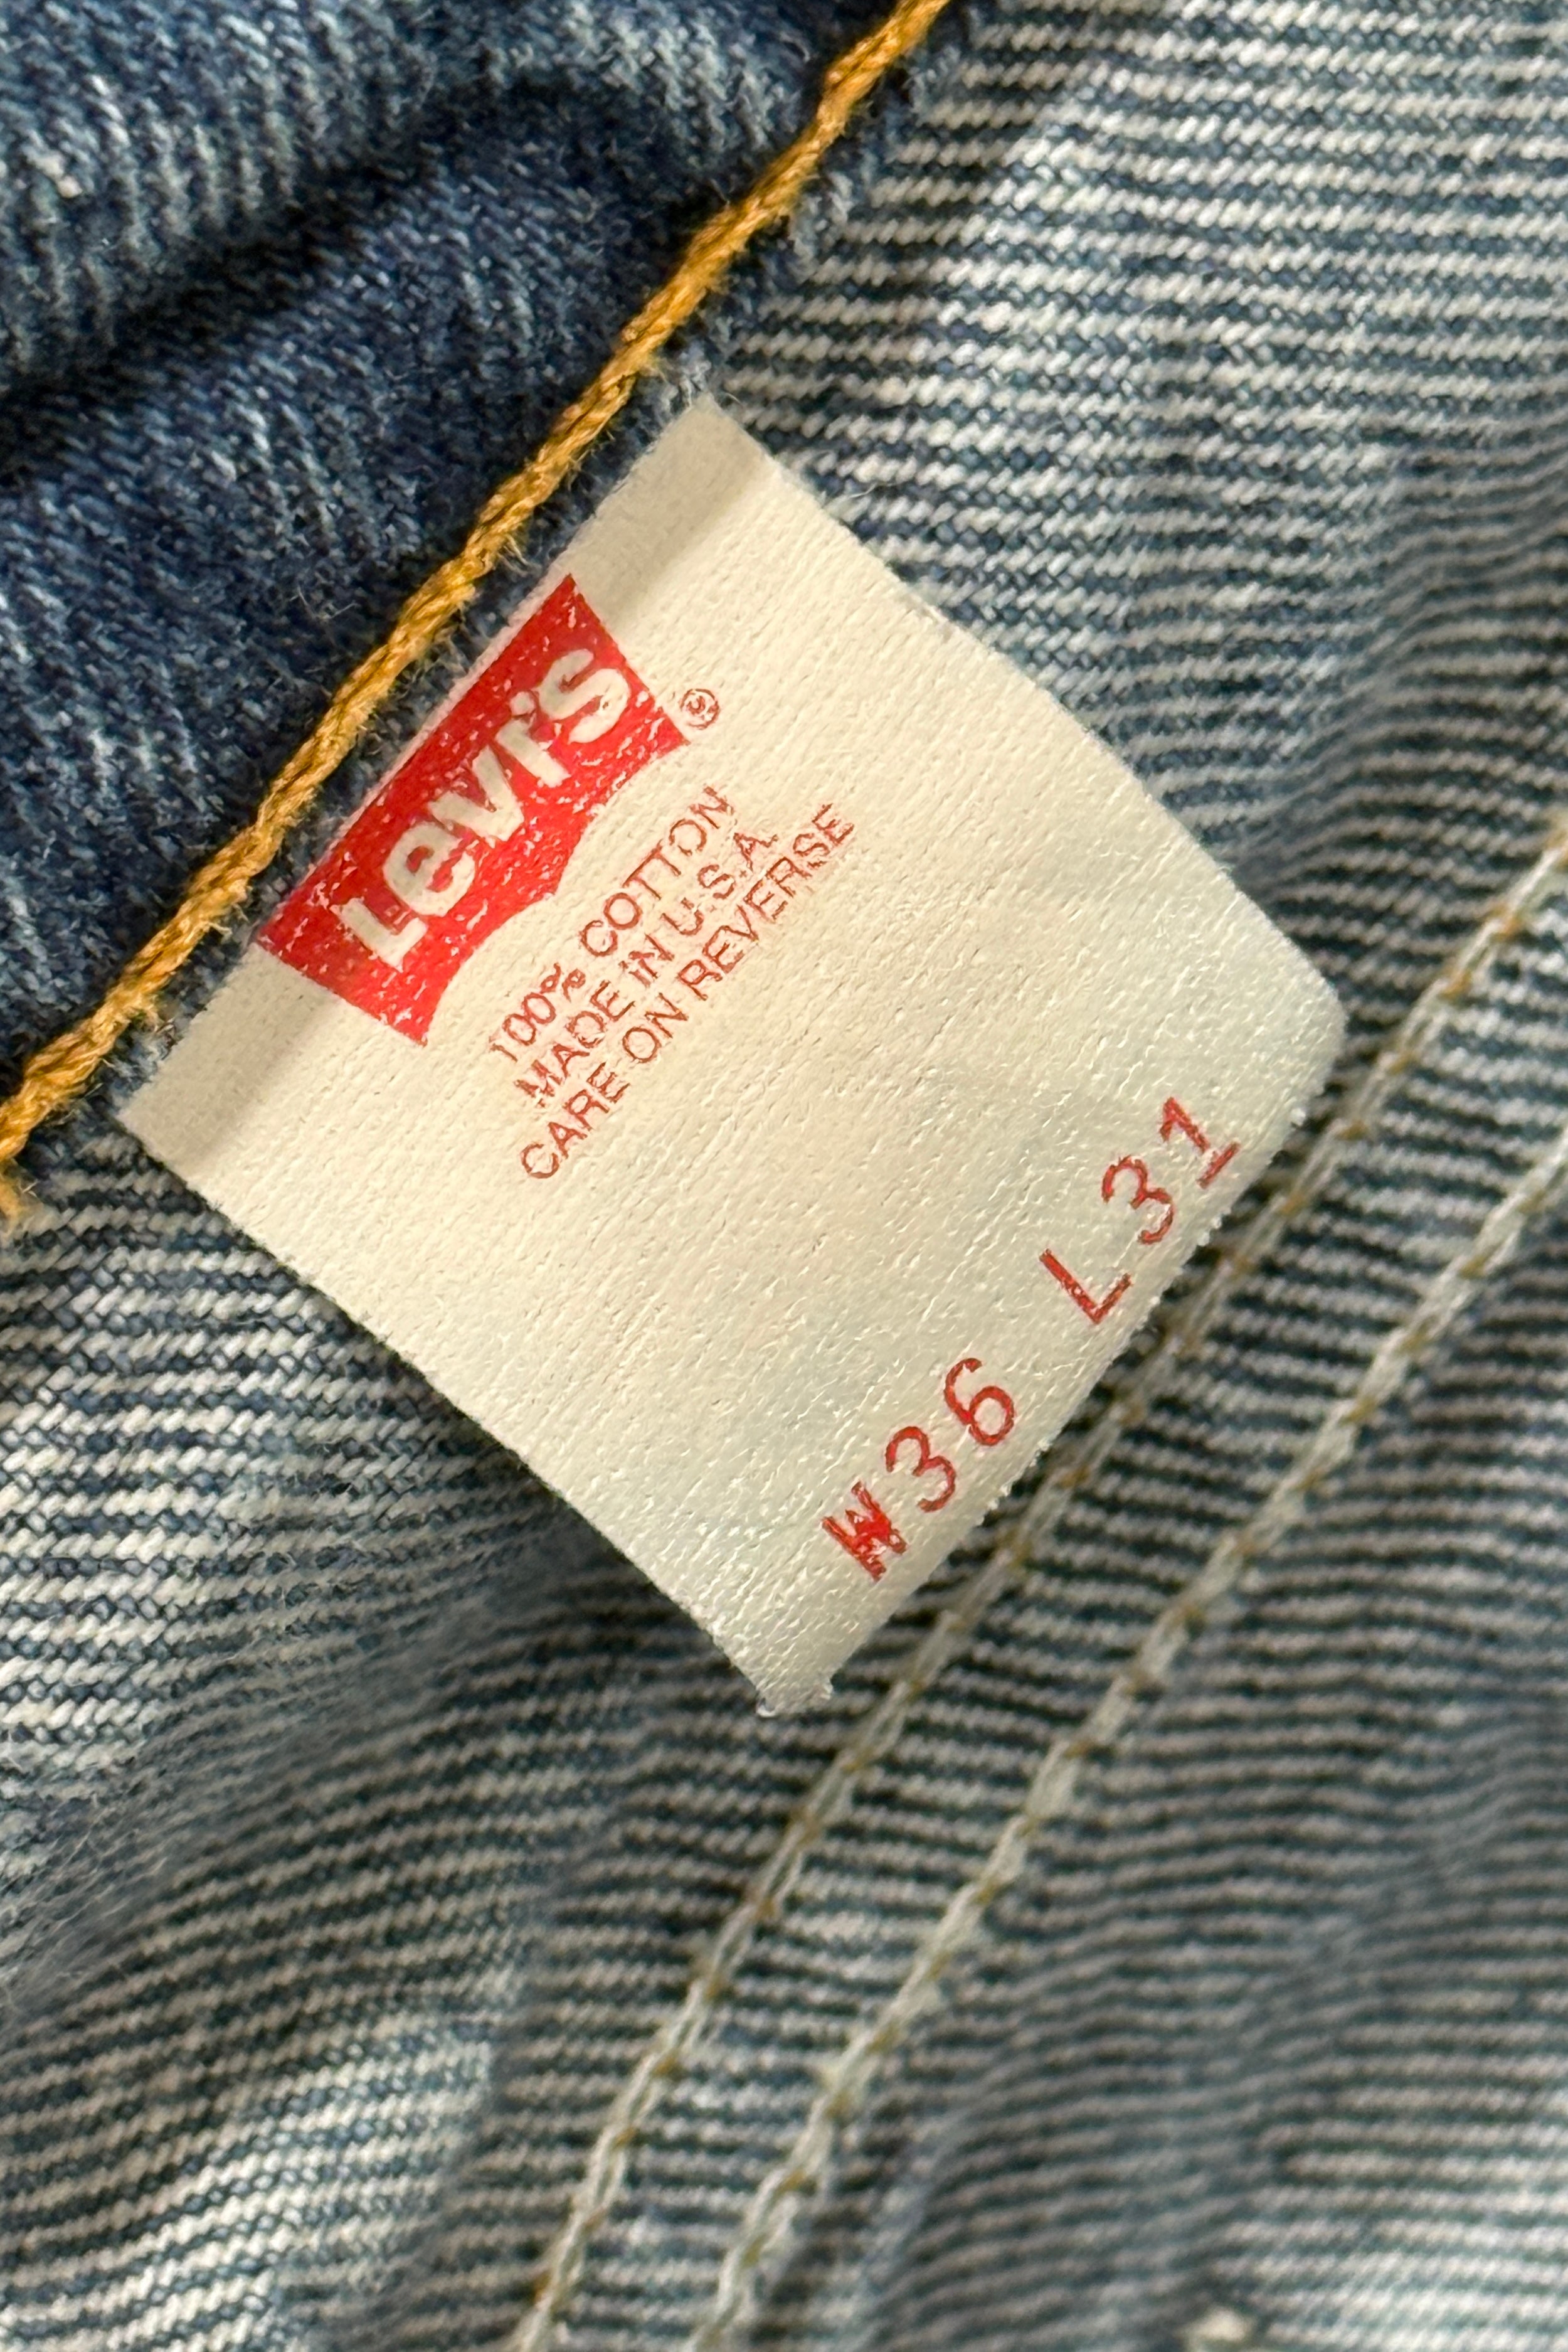 Levi's ®
100% COTTON
MADE IN U.S.A.
CARE ON REVERSE
W36 L31